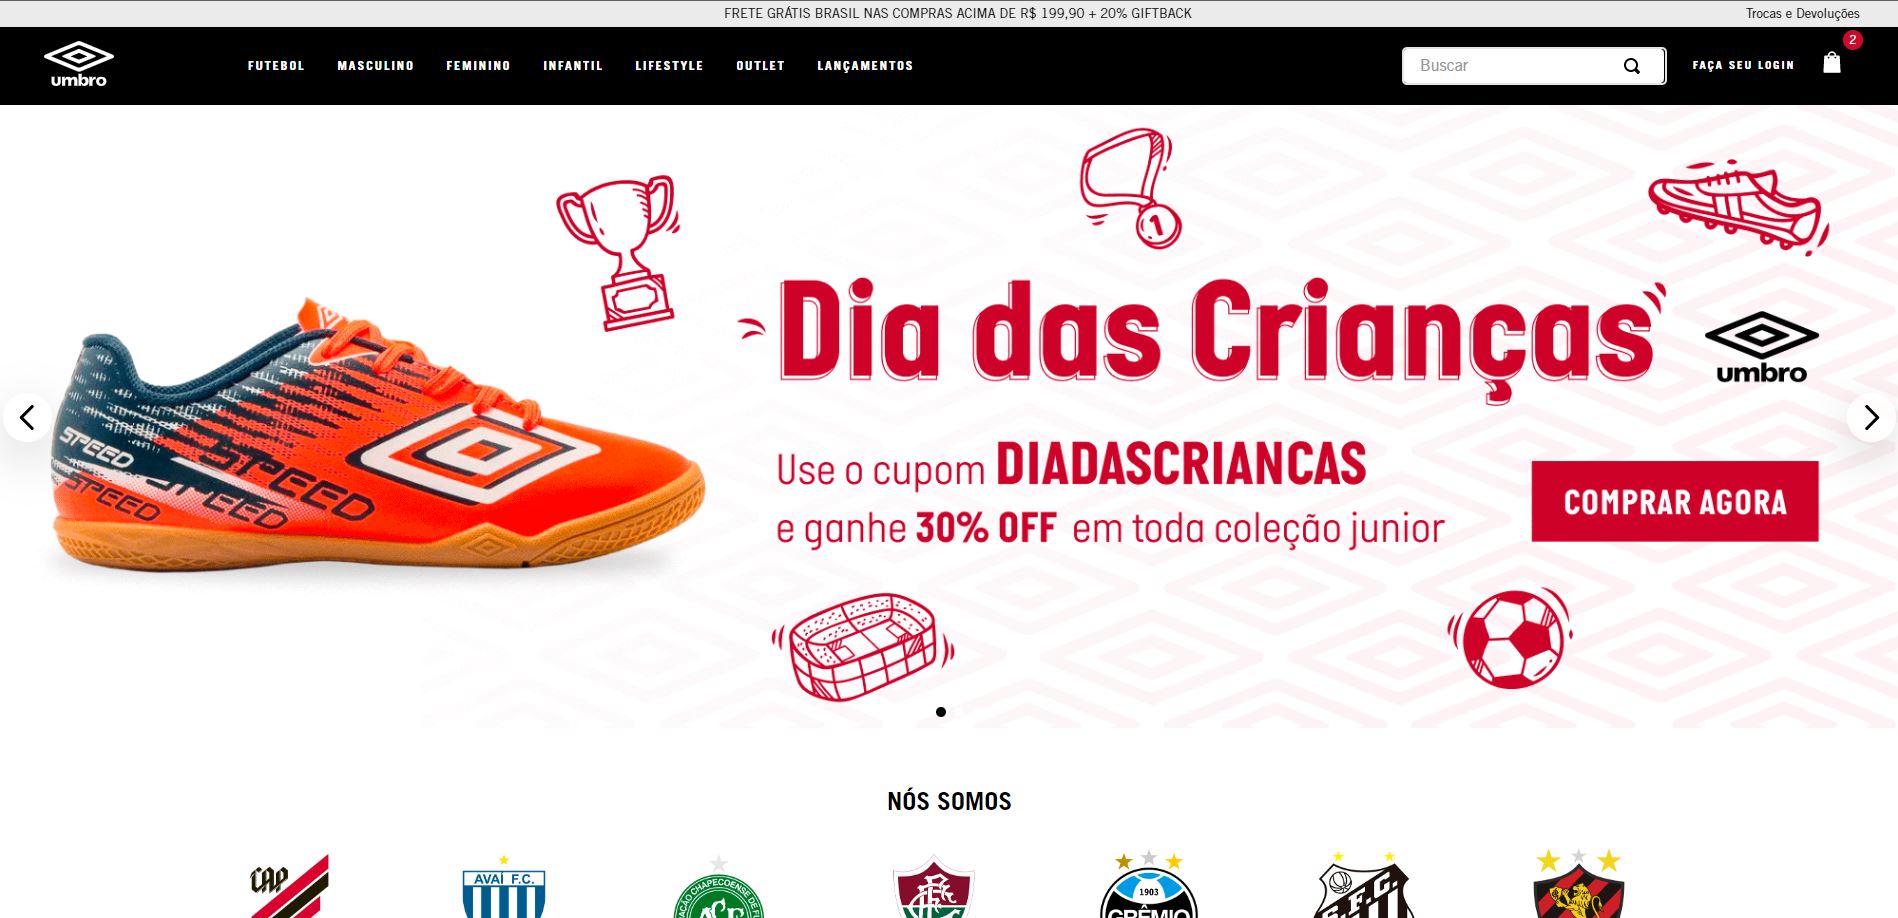 FRETE GRÁTIS BRASIL NAS COMPRAS ACIMA DE R$ 199,90 + 20% GIFTBACK
Trocas e Devoluções
umbro
FUTEBOL
MASCULINO
FEMININO
INFANTIL
LIFESTYLE
OUTLET
LANÇAMENTOS
Buscar
FAÇA SEU LOGIN
2
1
Dia das Crianças
umbro
SPEED
SPEED
SPEED
SPEED
Use o cupom DIADASCRIANCAS
e ganhe 30% OFF em toda coleção junior
COMPRAR AGORA
NÓS SOMOS
CAP
AVAÍ F.C.
1903
GRÊMIO